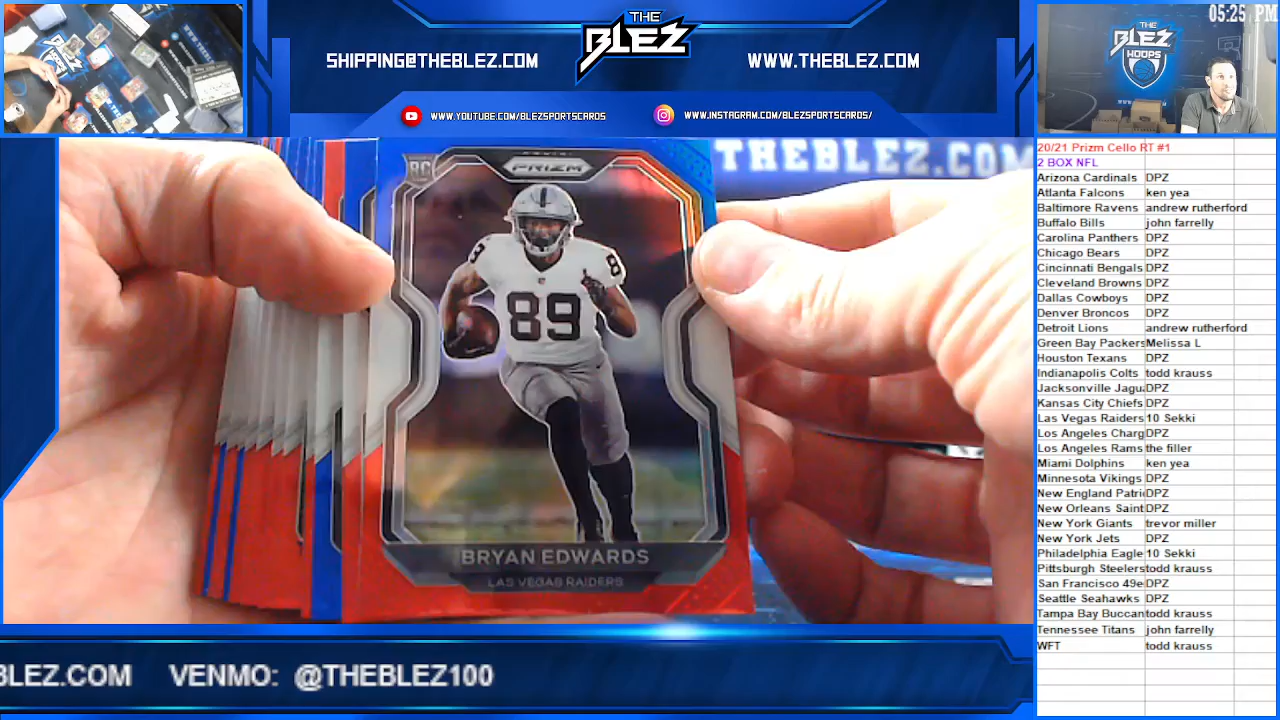 THE
BLEZ
SHIPPING@THEBLEZ.COM
WWW.THEBLEZ.COM
WWW.YOUTUBE.COM/BLEZSPORTSCARDS
WWW.INSTAGRAM.COM/BLEZSPORTSCARDS/
05:25 PM
THE
BLEZ
HOOPS
THEBLEZ.COM
RC
PANINI
PRIZM
89
89
8
BRYAN EDWARDS
LAS VEGAS RAIDERS
BLEZ.COM VENMO: @THEBLEZ100
20/21 Prizm Cello RT #1
2 BOX NFL
Arizona Cardinals DPZ
Atlanta Falcons ken yea
Baltimore Ravens andrew rutherford
Buffalo Bills john farrelly
Carolina Panthers DPZ
Chicago Bears DPZ
Cincinnati Bengals DPZ
Cleveland Browns DPZ
Dallas Cowboys DPZ
Denver Broncos DPZ
Detroit Lions andrew rutherford
Green Bay Packers Melissa L
Houston Texans DPZ
Indianapolis Colts todd krauss
Jacksonville Jagua DPZ
Kansas City Chiefs DPZ
Las Vegas Raiders 10 Sekki
Los Angeles Charg DPZ
Los Angeles Rams the filler
Miami Dolphins ken yea
Minnesota Vikings DPZ
New England Patri DPZ
New Orleans Saint DPZ
New York Giants trevor miller
New York Jets DPZ
Philadelphia Eagle 10 Sekki
Pittsburgh Steelers todd krauss
San Francisco 49e DPZ
Seattle Seahawks DPZ
Tampa Bay Buccan todd krauss
Tennessee Titans john farrelly
WFT todd krauss